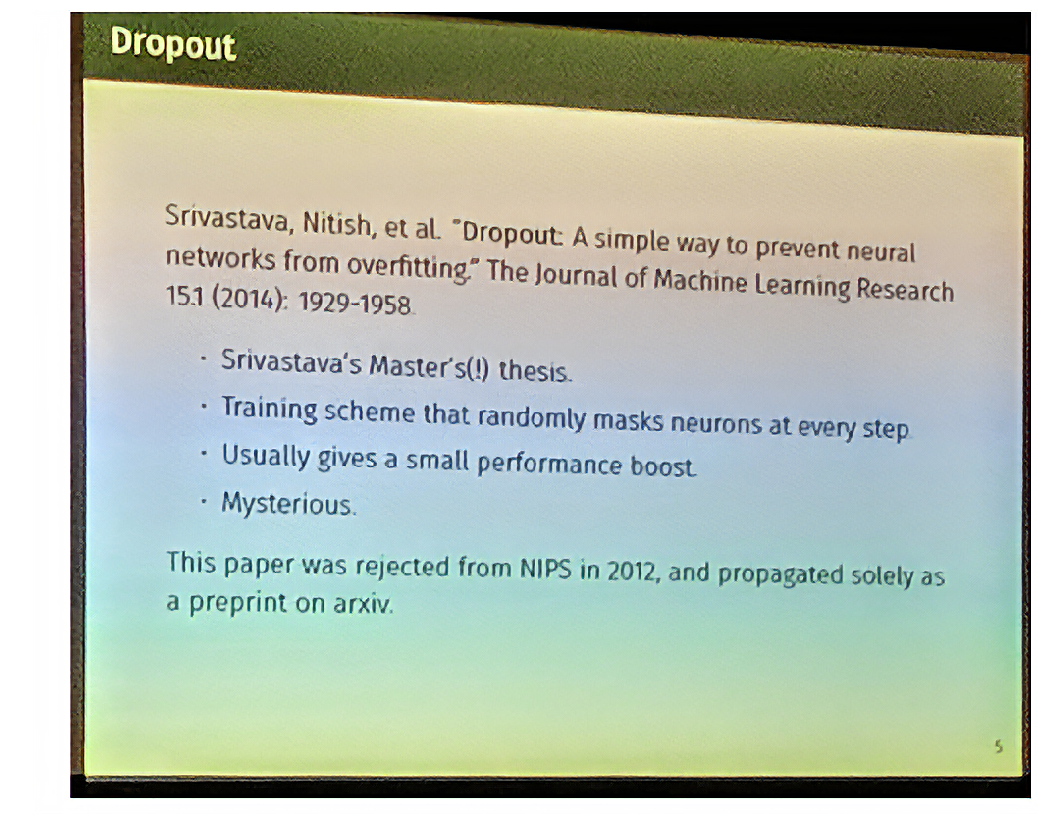 Dropout
Srivastava, Nitish, et al. "Dropout: A simple way to prevent neural
networks from overfitting." The Journal of Machine Learning Research
15.1 (2014): 1929-1958.
· Srivastava's Master's(!) thesis.
· Training scheme that randomly masks neurons at every step.
· Usually gives a small performance boost.
· Mysterious.
This paper was rejected from NIPS in 2012, and propagated solely as
a preprint on arxiv.
5